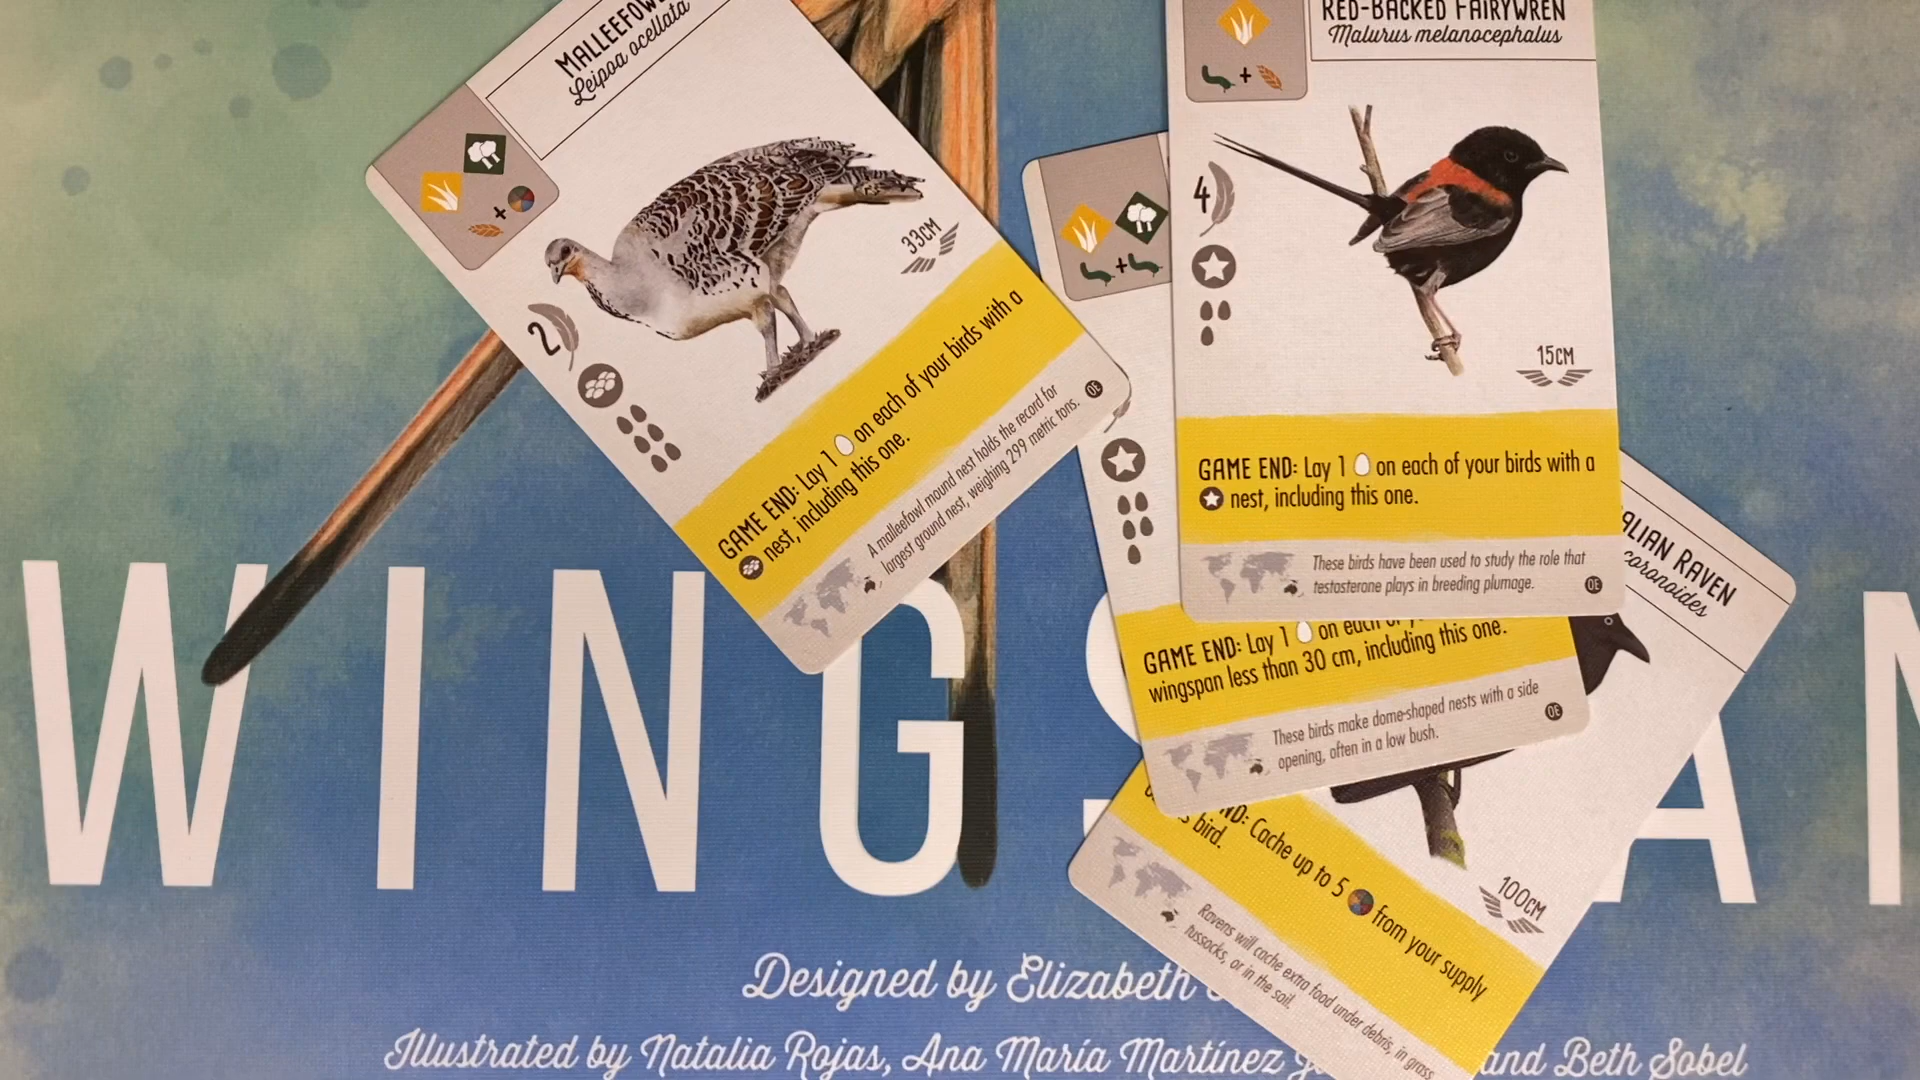 MALLEEFOWL
Leipoa ocellata
33CM
2
GAME END: Lay 1 on each of your birds with a
nest, including this one.
A malleefowl mound nest holds the record for
largest ground nest, weighing 299 metric tons.
OE
RED-BACKED FAIRYWREN
Malurus melanocephalus
4
15CM
GAME END: Lay 1 on each of your birds with a
nest, including this one.
These birds have been used to study the role that
testosterone plays in breeding plumage.
OE
GAME END: Lay 1 on each of
wingspan less than 30 cm, including this one.
These birds make dome-shaped nests with a side
opening, often in a low bush.
OE
ALIAN RAVEN
coronoides
100CM
ND: Cache up to 5 from your supply
bird.
Ravens will cache extra food under debris, in grass
tussocks, or in the soil.
WINGS AN
Designed by Elizabeth
Illustrated by Natalia Rojas, Ana María Martínez and Beth Sobel